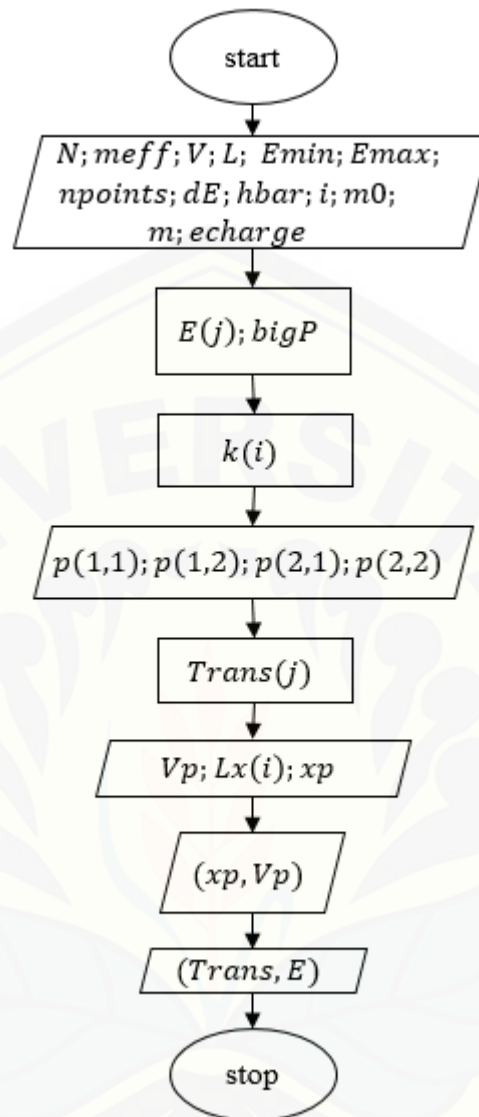 start
N; meff; V; L; Emin; Emax;
npoints; dE; hbar; i; m0;
m; echarge
E(j); bigP
k(i)
p(1,1); p(1,2); p(2,1); p(2,2)
Trans(j)
Vp; Lx(i); xp
(xp, Vp)
(Trans, E)
stop